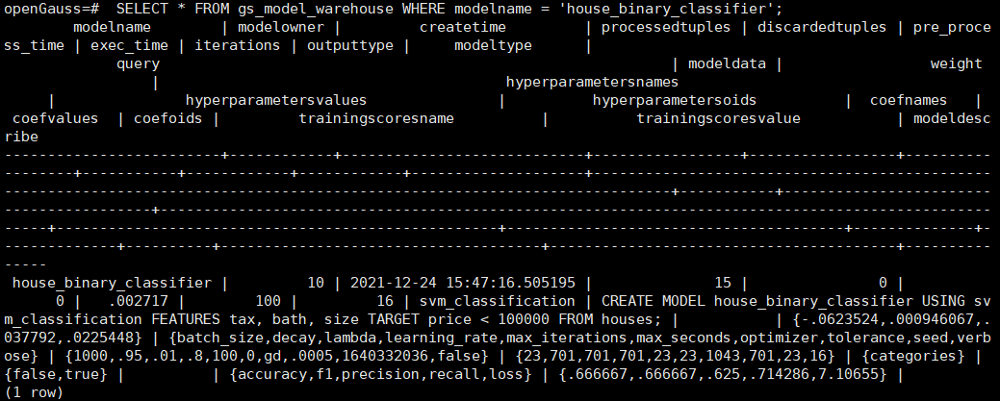 openGauss=#  SELECT * FROM gs_model_warehouse WHERE modelname = 'house_binary_classifier';
        modelname        | modelowner |         createtime         | processedtuples | discardedtuples | pre_proce
ss_time | exec_time | iterations | outputtype |     modeltype      |
             query                                                           | modeldata |                 weight
                 |                                        hyperparametersnames
     |               hyperparametersvalues               |          hyperparametersoids          |  coefnames   |
 coefvalues  | coefoids |         trainingscoresname          |          trainingscoresvalue           | modeldesc
ribe
-------------------------+------------+----------------------------+-----------------+-----------------+----------
--------+-----------+------------+------------+--------------------+----------------------------------------------
-----------------------------------------------------------------------------+-----------+------------------------
-----------------+------------------------------------------------------------------------------------------------
-----+---------------------------------------------------+---------------------------------------+--------------+-
-------------+----------+-------------------------------------+----------------------------------------+----------
-----
 house_binary_classifier |         10 | 2021-12-24 15:47:16.505195 |              15 |               0 |
      0 |   .002717 |        100 |         16 | svm_classification | CREATE MODEL house_binary_classifier USING sv
m_classification FEATURES tax, bath, size TARGET price < 100000 FROM houses; |           | {-.0623524,.000946067,.
037792,.0225448} | {batch_size,decay,lambda,learning_rate,max_iterations,max_seconds,optimizer,tolerance,seed,verb
ose} | {1000,.95,.01,.8,100,0,gd,.0005,1640332036,false} | {23,701,701,701,23,23,1043,701,23,16} | {categories} |
{false,true} |          | {accuracy,f1,precision,recall,loss} | {.666667,.666667,.625,.714286,7.10655} |
(1 row)